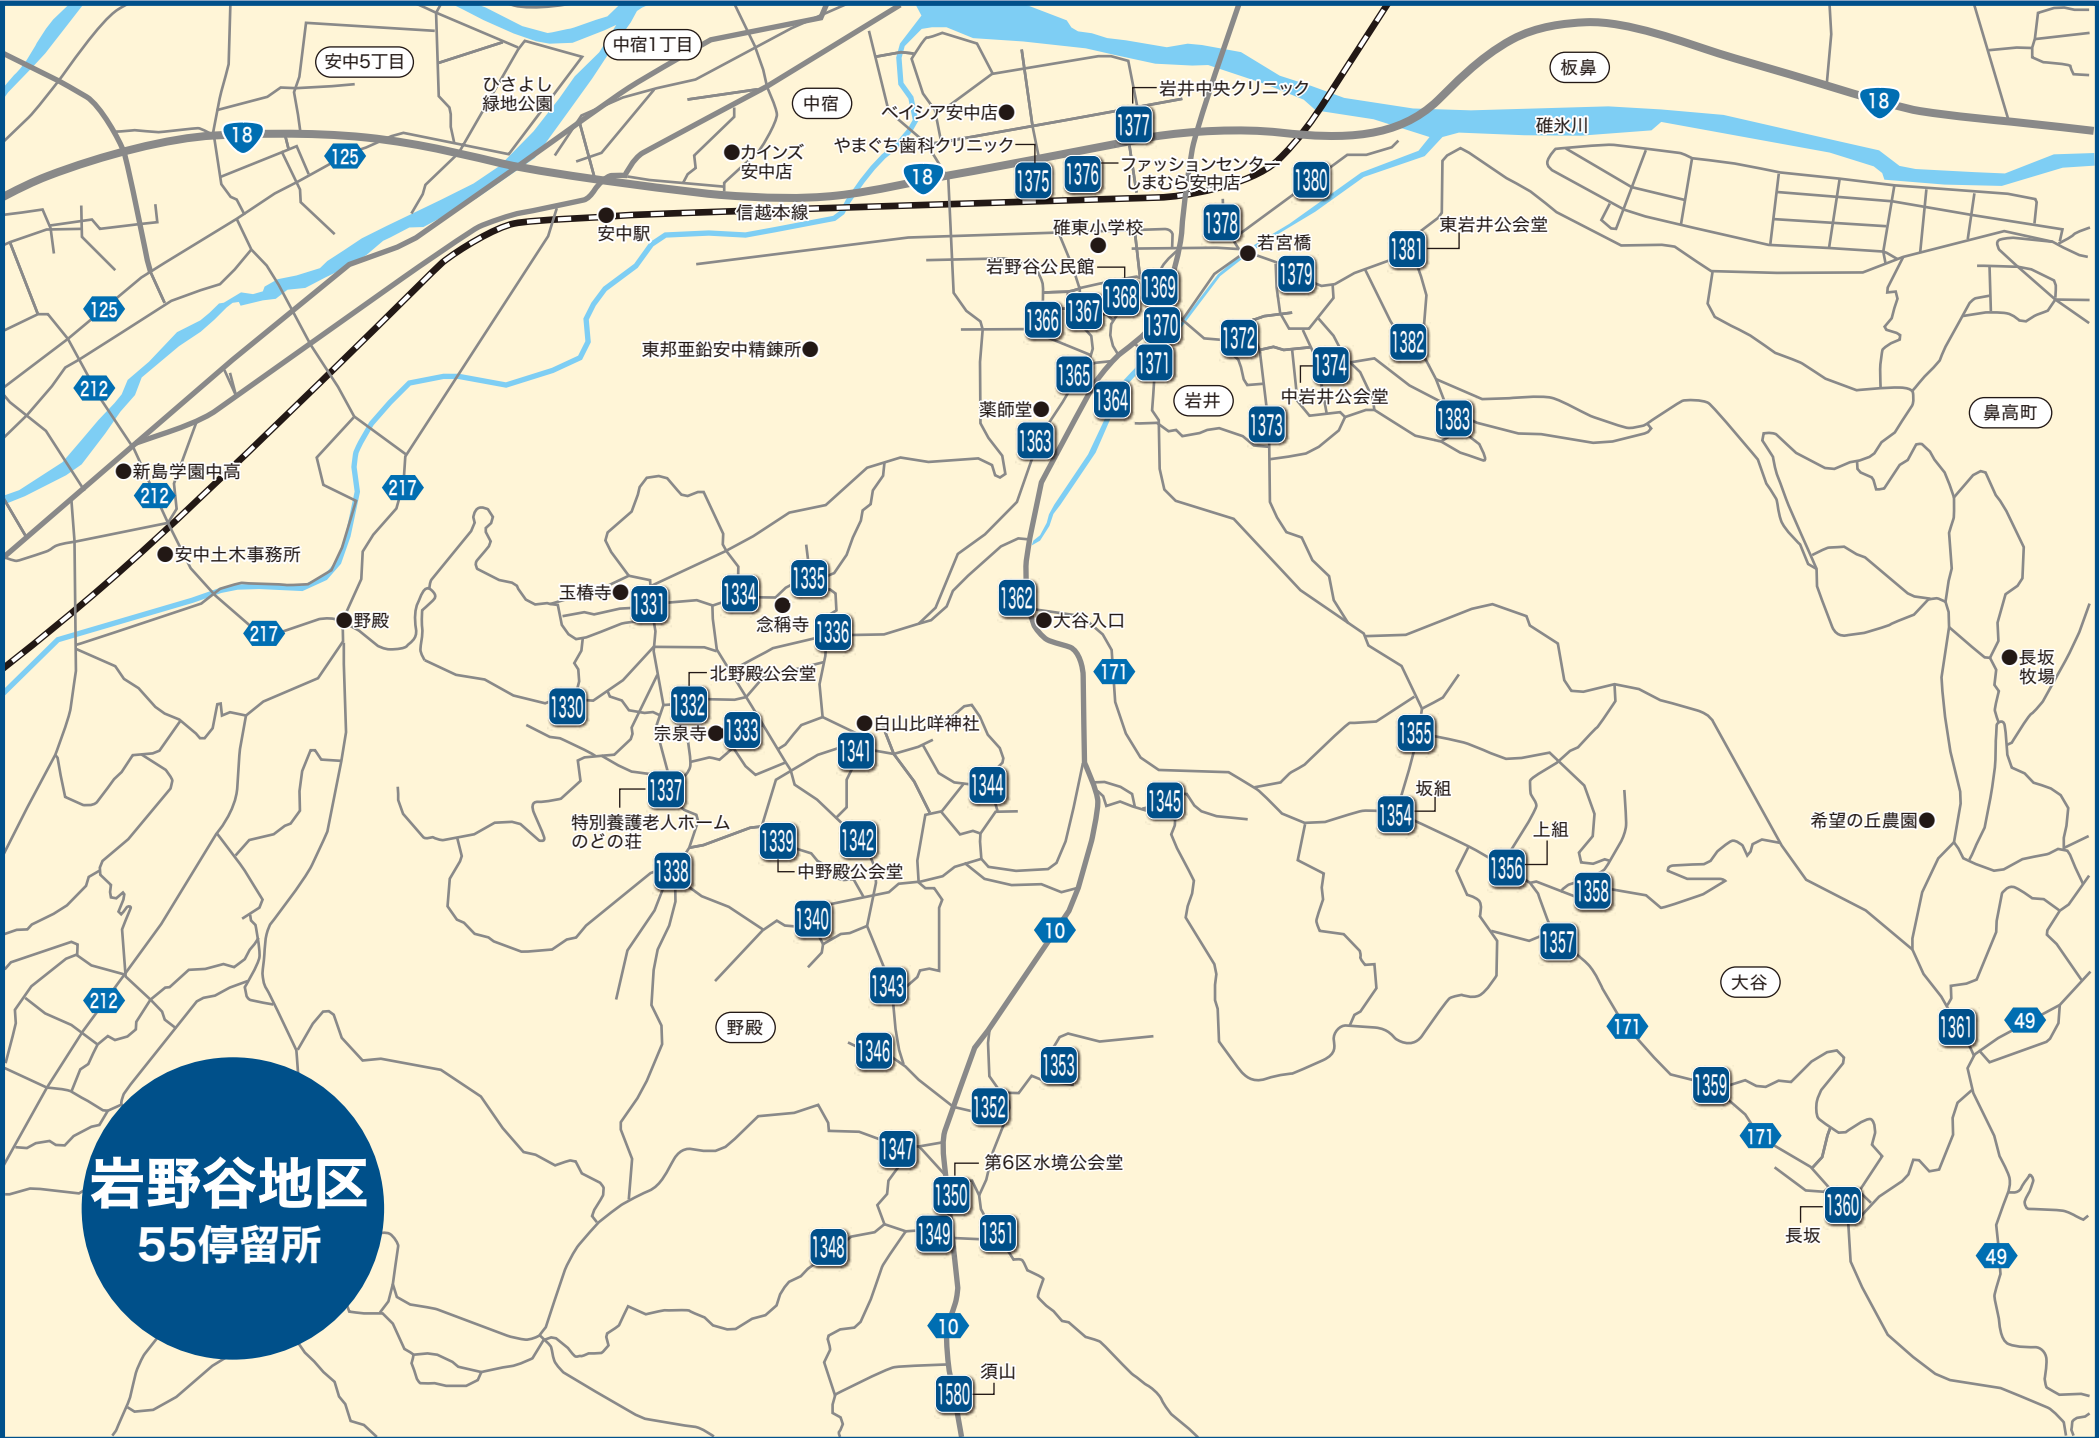 安中5丁目
中宿1丁目
ひさよし
緑地公園
中宿
板鼻
18
18
18
125
125
碓氷川
岩井中央クリニック
1377
ベイシア安中店
やまぐち歯科クリニック
1375
1376
ファッションセンター
しまむら安中店
カインズ
安中店
1380
信越本線
安中駅
碓東小学校
1378
若宮橋
1379
東岩井公会堂
1381
岩野谷公民館
1369
1368
1367
1366
1370
1372
1382
東邦亜鉛安中精錬所
1371
1374
1365
中岩井公会堂
1364
岩井
212
薬師堂
1363
1373
1383
鼻高町
新島学園中高
212
217
安中土木事務所
玉椿寺
1331
1334
1335
念稱寺
1336
1362
大谷入口
野殿
217
長坂
牧場
171
北野殿公会堂
1330
1332
宗泉寺
1333
白山比咩神社
1341
1355
1337
1344
1345
坂組
1354
特別養護老人ホーム
のどの荘
上組
希望の丘農園
1339
1342
中野殿公会堂
1338
1356
1358
1340
10
1357
1343
大谷
212
野殿
171
1361
49
1346
1353
1359
1352
171
1347
第6区水境公会堂
1350
1349
1351
1348
1360
長坂
49
岩野谷地区
55停留所
10
須山
1580